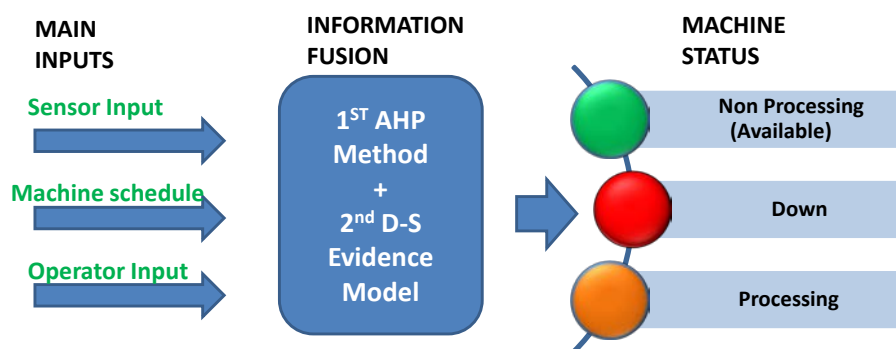 MAIN
INPUTS
Sensor Input
Machine schedule
Operator Input
INFORMATION
FUSION
1ST AHP
Method
+
2nd D-S
Evidence
Model
MACHINE
STATUS
Non Processing
(Available)
Down
Processing